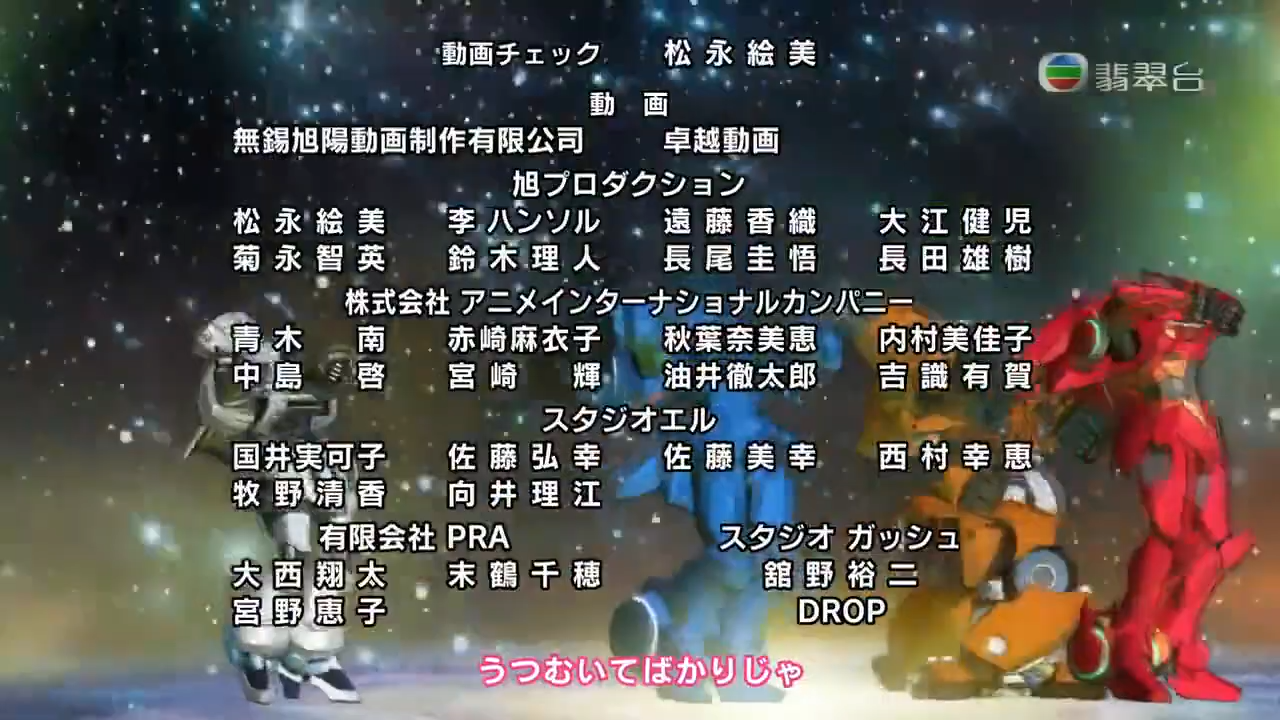 動画チェック 松永絵美
翡翠台
動画
無錫旭陽動画制作有限公司 卓越動画
旭プロダクション
松永絵美 李ハンソル 遠藤香織 大江健児
菊永智英 鈴木理人 長尾圭悟 長田雄樹
株式会社 アニメインターナショナルカンパニー
青木南 赤崎麻衣子 秋葉奈美恵 内村美佳子
中島啓 宮崎輝 油井徹太郎 吉識有賀
スタジオエル
国井実可子 佐藤弘幸 佐藤美幸 西村幸恵
牧野清香 向井理江
有限会社 PRA スタジオ ガッシュ
大西翔太 末鶴千穂 舘野裕二
宮野恵子 DROP
うつむいてばかりじゃ